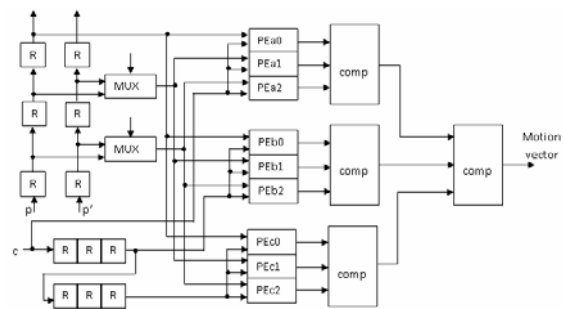 R
R
PEa0
PEa1
PEa2
comp
MUX
R
R
MUX
PEb0
PEb1
PEb2
comp
comp
Motion
vector
R
R
p
p'
c
R
R
R
PEc0
PEc1
PEc2
comp
R
R
R